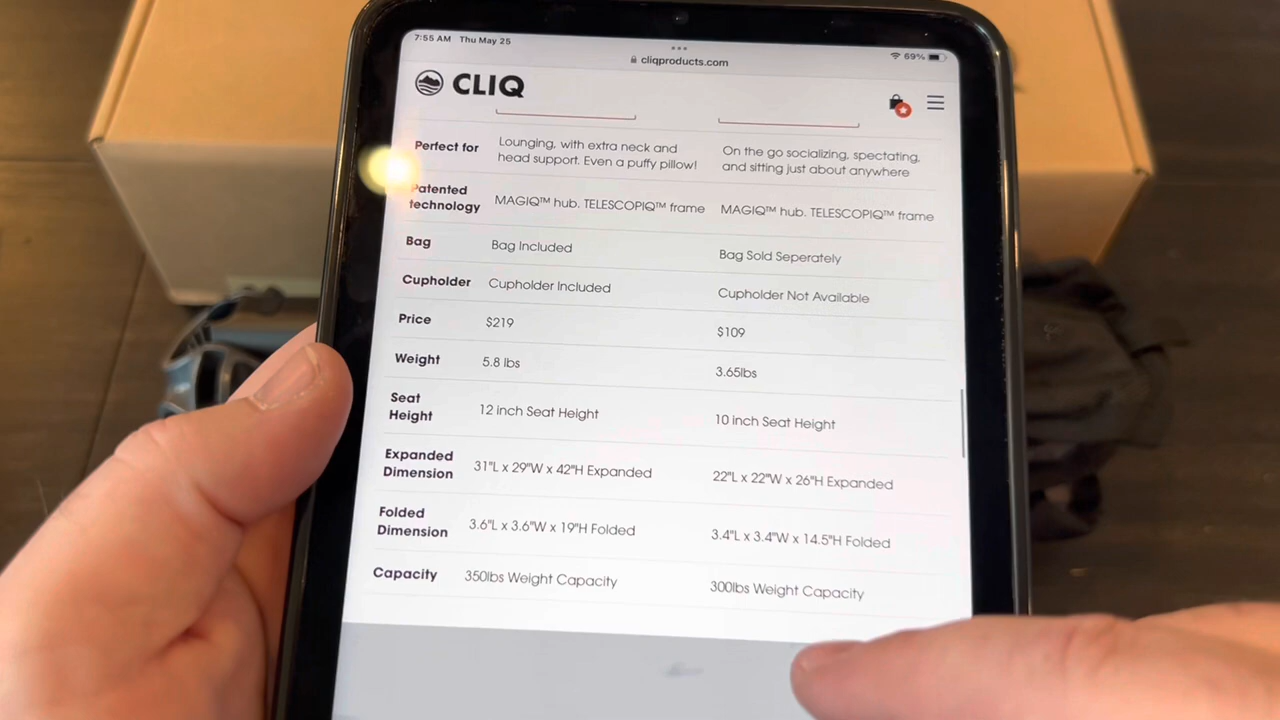 7:55 AM Thu May 25
69%
cliqproducts.com
CLIQ
Perfect for
Lounging, with extra neck and
head support. Even a puffy pillow!
On the go socializing, spectating,
and sitting just about anywhere
Patented
technology
MAGIQ™ hub. TELESCOPIQ™ frame
MAGIQ™ hub. TELESCOPIQ™ frame
Bag
Bag Included
Bag Sold Seperately
Cupholder
Cupholder Included
Cupholder Not Available
Price
$219
$109
Weight
5.8 lbs
3.65lbs
Seat
Height
12 inch Seat Height
10 inch Seat Height
Expanded
Dimension
31"L x 29"W x 42"H Expanded
22"L x 22"W x 26"H Expanded
Folded
Dimension
3.6"L x 3.6"W x 19"H Folded
3.4"L x 3.4"W x 14.5"H Folded
Capacity
350lbs Weight Capacity
300lbs Weight Capacity